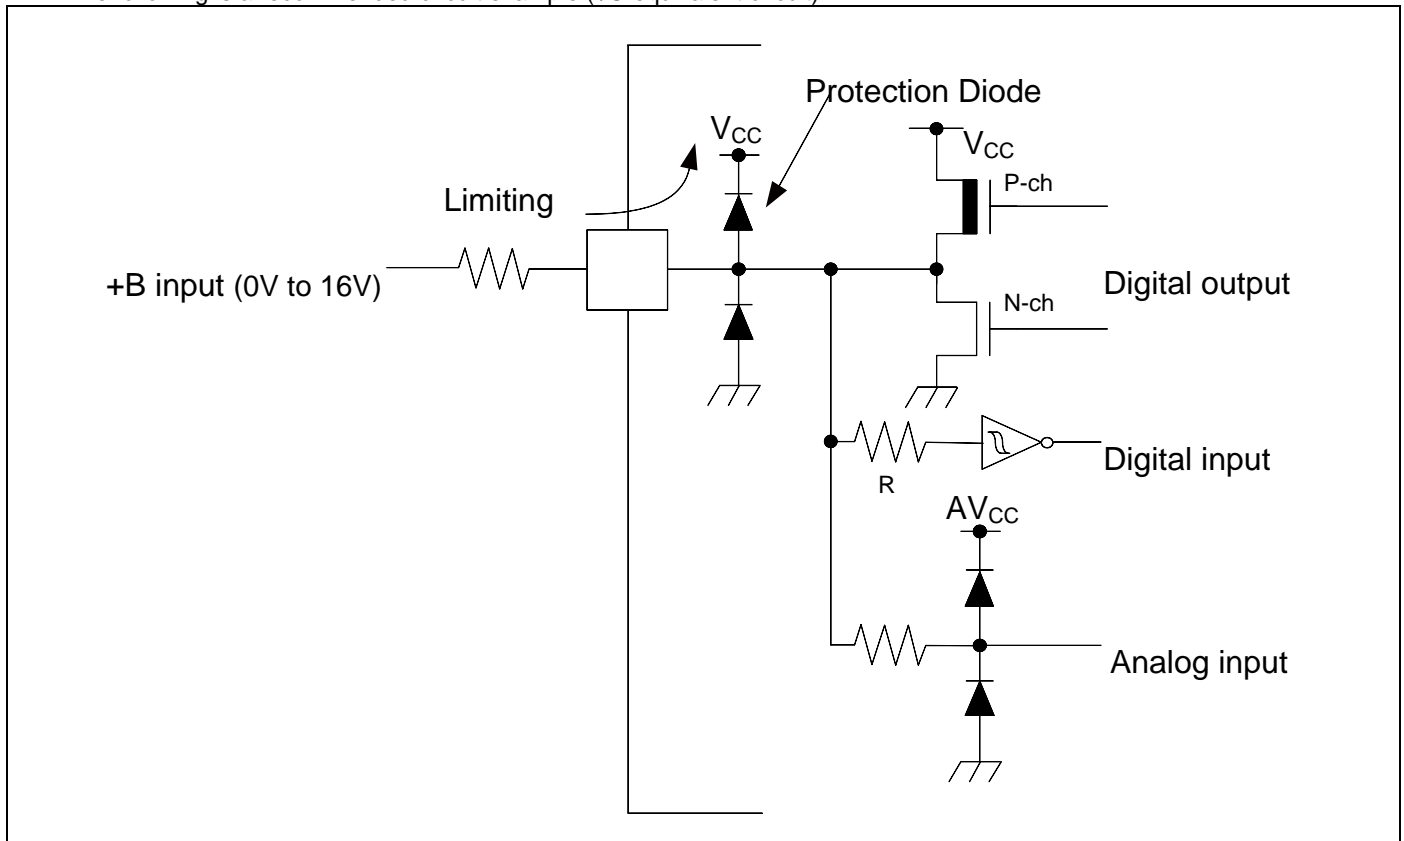 Protection Diode
VCC
VCC
P-ch
Limiting
+B input (0V to 16V)
Digital output
N-ch
Digital input
R
AVCC
Analog input